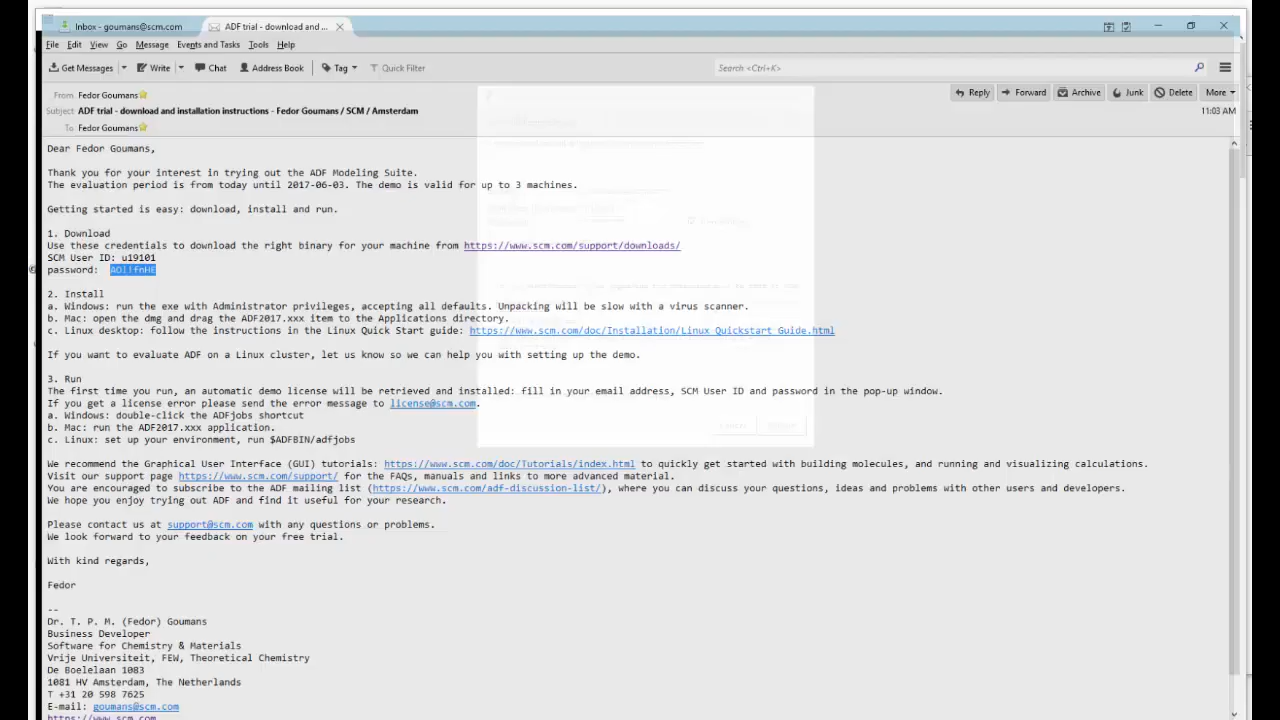 Inbox - goumans@scm.com
ADF trial - download and ...
File Edit View Go Message Events and Tasks Tools Help
Get Messages Write Chat Address Book Tag Quick Filter Search <Ctrl+K>
From Fedor Goumans Reply Forward Archive Junk Delete More
Subject ADF trial - download and installation instructions - Fedor Goumans / SCM / Amsterdam 11:03 AM
To Fedor Goumans
Dear Fedor Goumans,
Thank you for your interest in trying out the ADF Modeling Suite.
The evaluation period is from today until 2017-06-03. The demo is valid for up to 3 machines.
Getting started is easy: download, install and run.
1. Download
Use these credentials to download the right binary for your machine from https://www.scm.com/support/downloads/
SCM User ID: u19101
password:
2. Install
a. Windows: run the exe with Administrator privileges, accepting all defaults. Unpacking will be slow with a virus scanner.
b. Mac: open the dmg and drag the ADF2017.xxx item to the Applications directory.
c. Linux desktop: follow the instructions in the Linux Quick Start guide: https://www.scm.com/doc/Installation/Linux_Quickstart_Guide.html
If you want to evaluate ADF on a Linux cluster, let us know so we can help you with setting up the demo.
3. Run
The first time you run, an automatic demo license will be retrieved and installed: fill in your email address, SCM User ID and password in the pop-up window.
If you get a license error please send the error message to license@scm.com.
a. Windows: double-click the ADFjobs shortcut
b. Mac: run the ADF2017.xxx application.
c. Linux: set up your environment, run $ADFBIN/adfjobs
We recommend the Graphical User Interface (GUI) tutorials: https://www.scm.com/doc/Tutorials/index.html to quickly get started with building molecules, and running and visualizing calculations.
Visit our support page https://www.scm.com/support/ for the FAQs, manuals and links to more advanced material.
You are encouraged to subscribe to the ADF mailing list (https://www.scm.com/adf-discussion-list/), where you can discuss your questions, ideas and problems with other users and developers.
We hope you enjoy trying out ADF and find it useful for your research.
Please contact us at support@scm.com with any questions or problems.
We look forward to your feedback on your free trial.
With kind regards,
Fedor
--
Dr. T. P. M. (Fedor) Goumans
Business Developer
Software for Chemistry & Materials
Vrije Universiteit, FEW, Theoretical Chemistry
De Boelelaan 1083
1081 HV Amsterdam, The Netherlands
T +31 20 598 7625
E-mail: goumans@scm.com
https://www.scm.com